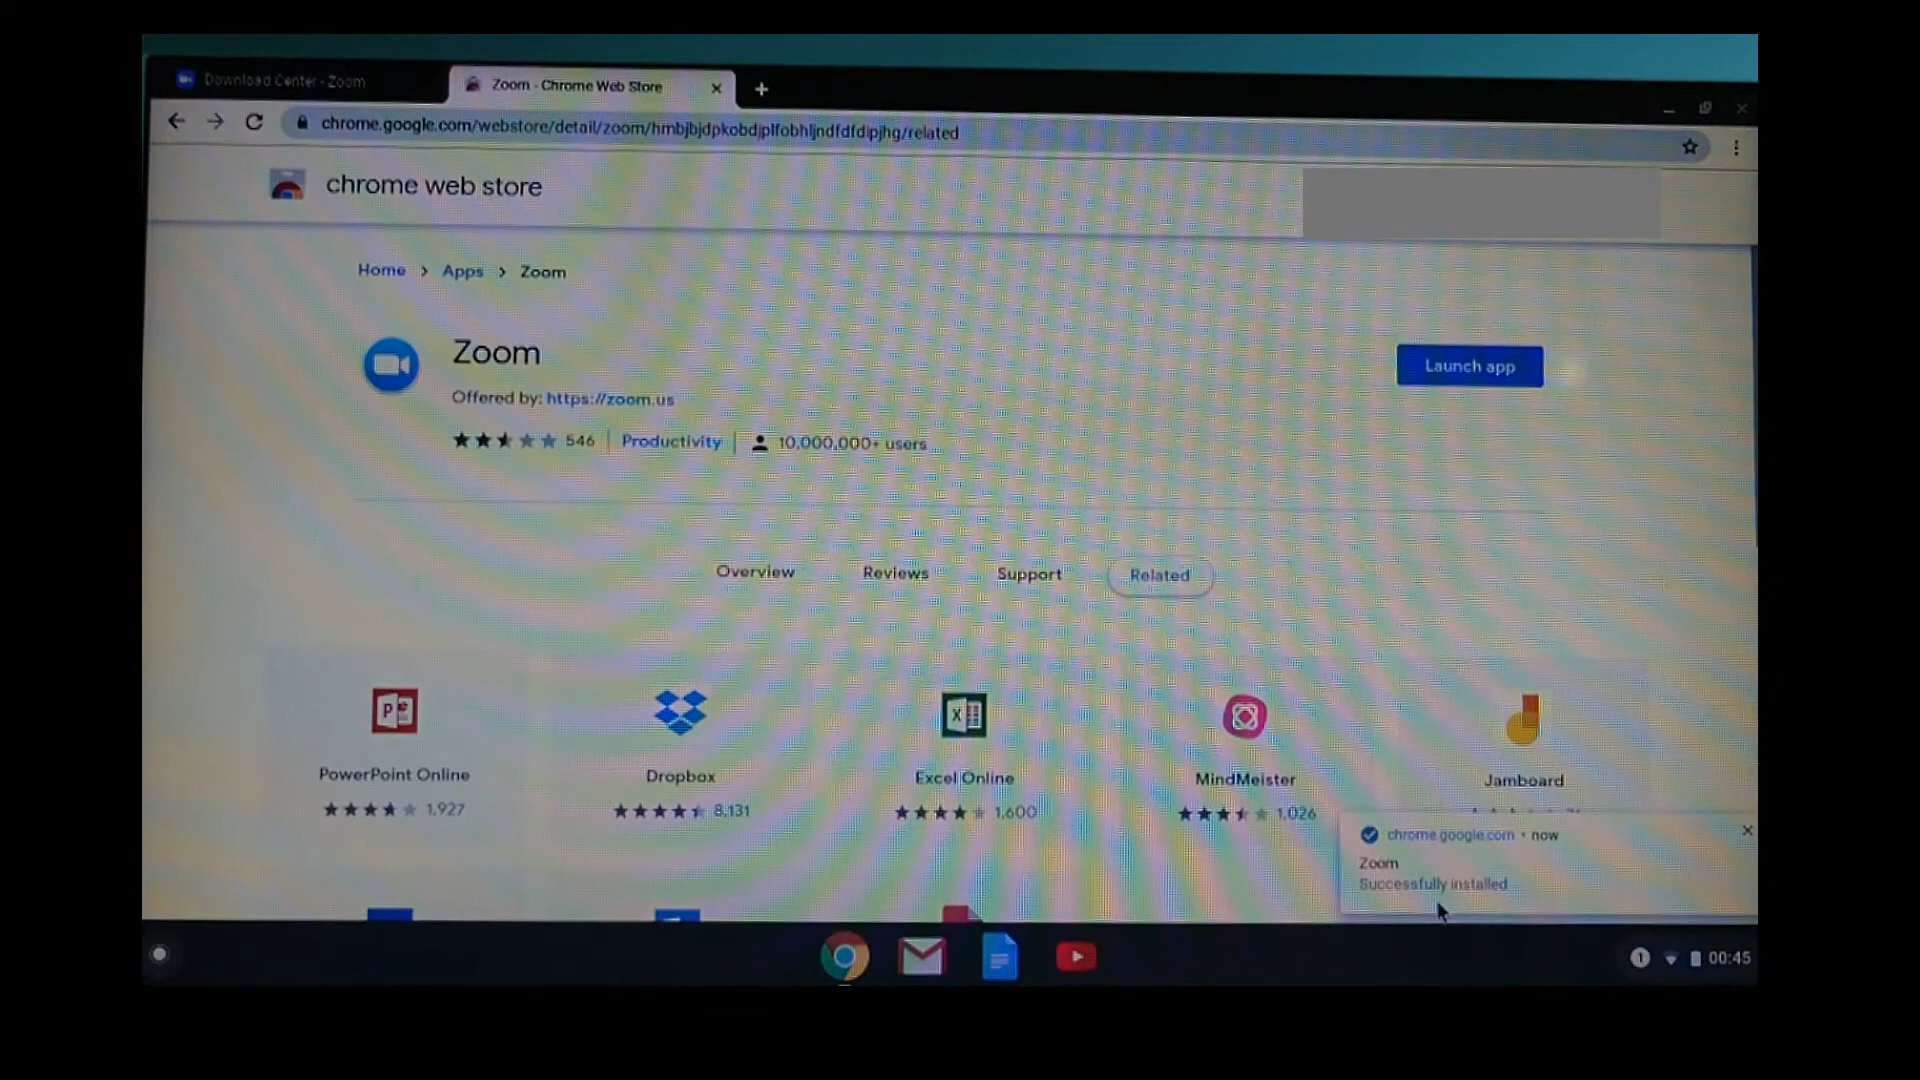 Download Center - Zoom
Zoom - Chrome Web Store
chrome.google.com/webstore/detail/zoom/hmbjbjdpkobdjplfobhljndfdfdipjhg/related
chrome web store
Home > Apps > Zoom
Zoom
Offered by: https://zoom.us
546 | Productivity | 10,000,000+ users
Launch app
Overview Reviews Support Related
PowerPoint Online
1,927
Dropbox
8,131
Excel Online
1,600
MindMeister
1,026
Jamboard
chrome.google.com • now
Zoom
Successfully installed
1 00:45